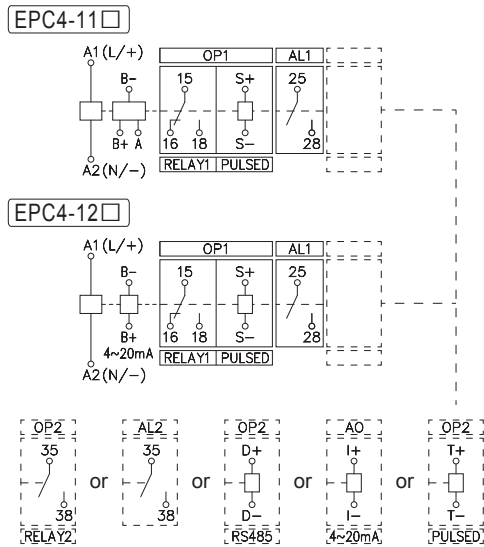 EPC4-11□
A1(L/+) OP1 AL1
B- 15 S+ 25
B+ A 16 18 S- 28
A2(N/-) RELAY1 PULSED
EPC4-12□
A1(L/+) OP1 AL1
B- 15 S+ 25
B+ 16 18 S- 28
4~20mA RELAY1 PULSED
A2(N/-)
OP2 AL2 OP2 AO OP2
35 35 D+ I+ T+
or or or or
38 38 D- I- T-
RELAY2 RS485 4~20mA PULSED